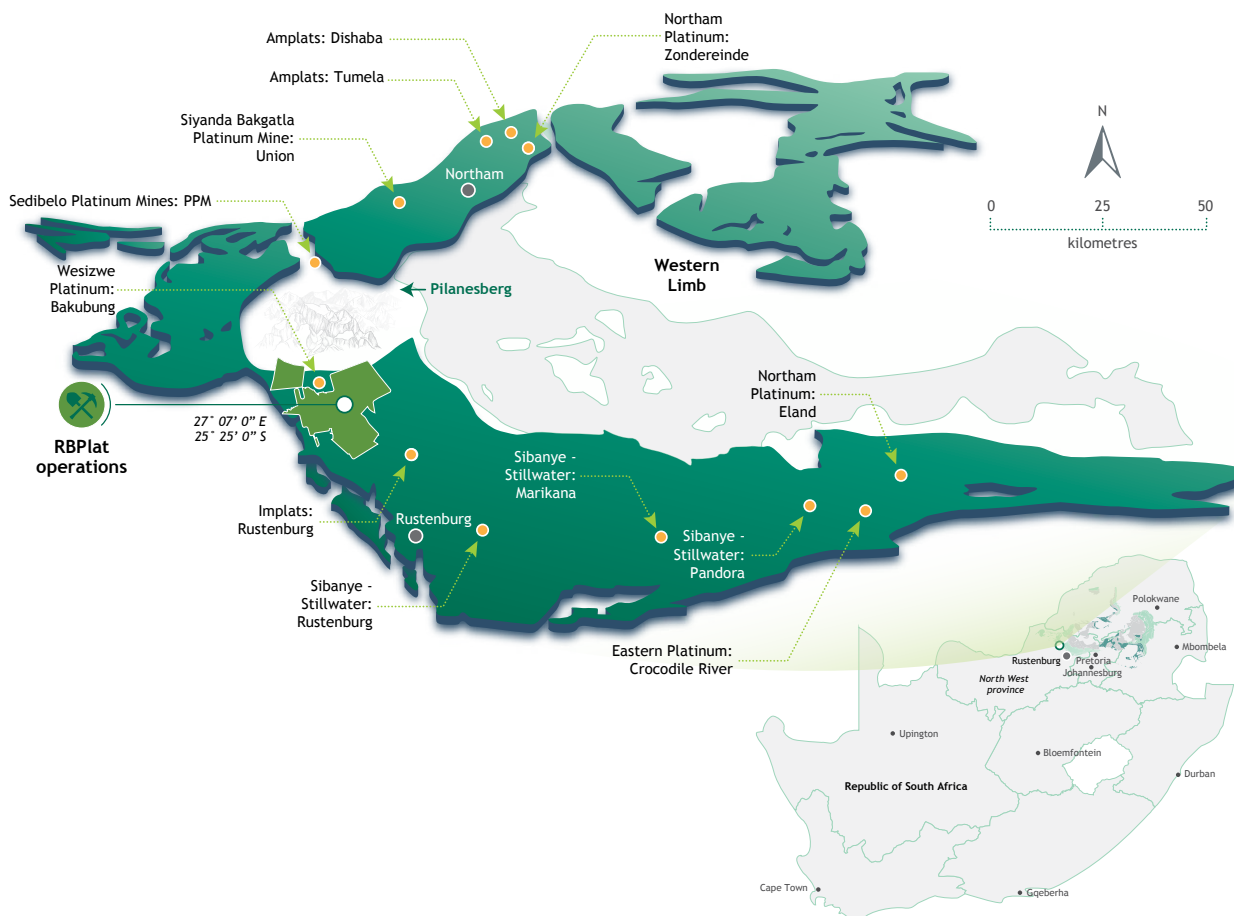 Amplats: Dishaba
Amplats: Tumela
Northam
Platinum:
Zondereinde
Siyanda Bakgatla
Platinum Mine:
Union
Northam
Sedibelo Platinum Mines: PPM
N
0
25
50
kilometres
Wesizwe
Platinum:
Bakubung
Western
Limb
Pilanesberg
27° 07' 0” E
25° 25' 0” S
RBPlat
operations
Northam
Platinum:
Eland
Sibanye -
Stillwater:
Marikana
Implats:
Rustenburg
Rustenburg
Sibanye -
Stillwater:
Pandora
Sibanye -
Stillwater:
Rustenburg
Eastern Platinum:
Crocodile River
Polokwane
Mbombela
Rustenburg
Pretoria
Johannesburg
North West
province
Upington
Bloemfontein
Durban
Republic of South Africa
Cape Town
Gqeberha